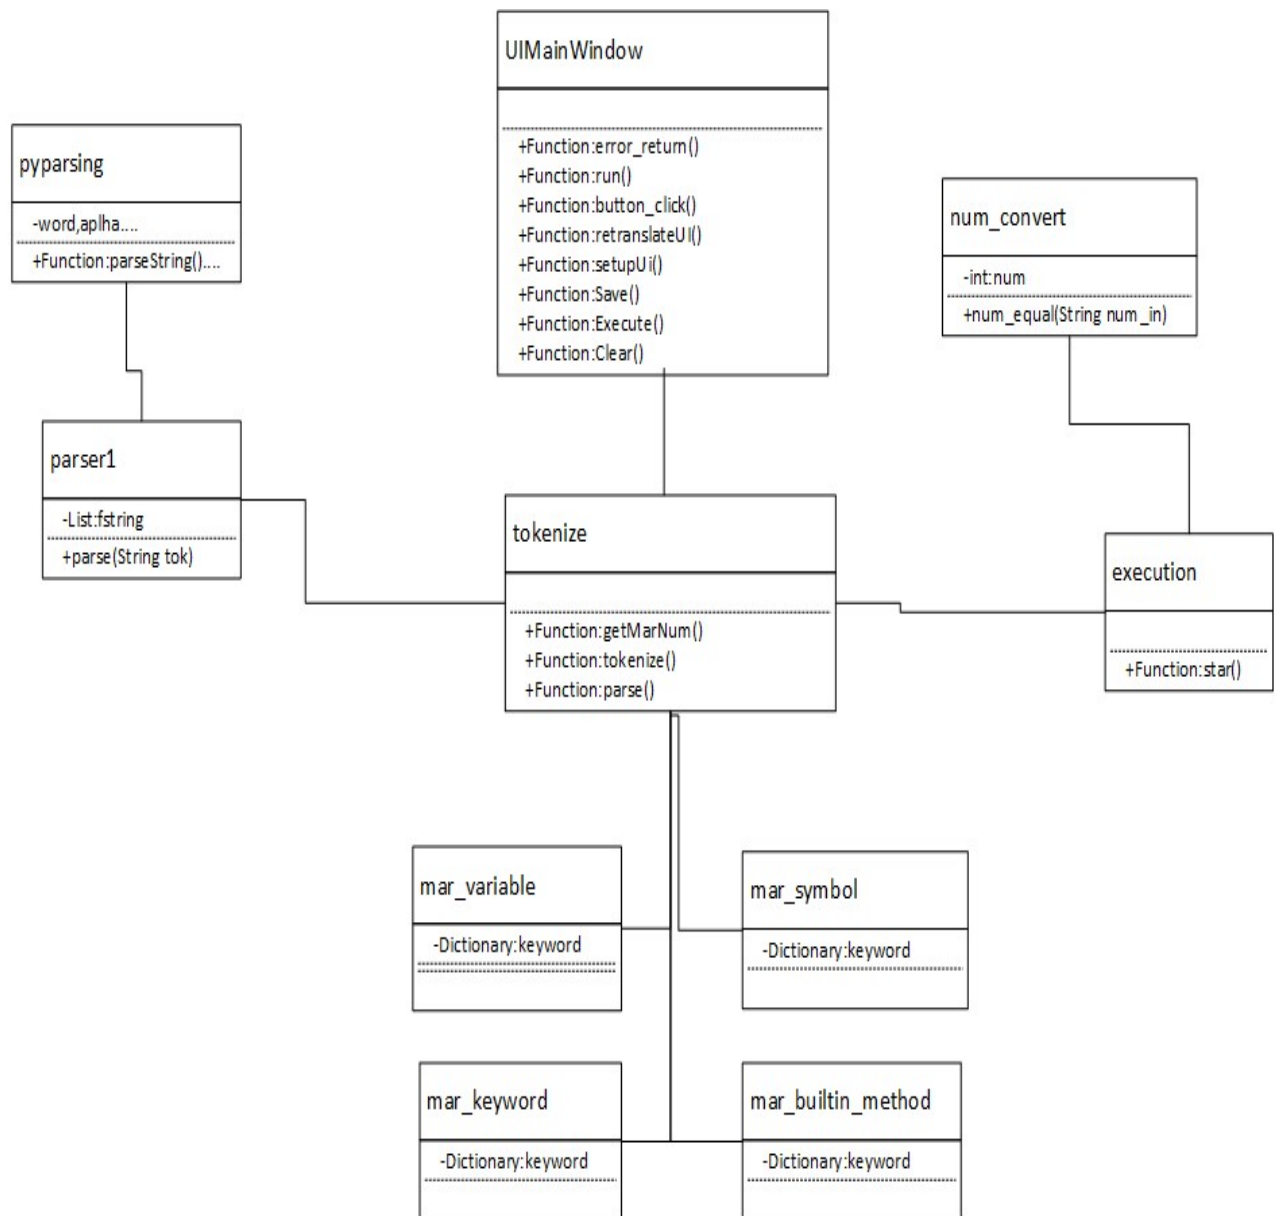 UIMainWindow
+Function:error_return()
+Function:run()
+Function:button_click()
+Function:retranslateUI()
+Function:setupUi()
+Function:Save()
+Function:Execute()
+Function:Clear()
pyparsing
-word,aplha....
+Function:parseString()....
num_convert
-int:num
+num_equal(String num_in)
parser1
-List:fstring
+parse(String tok)
tokenize
+Function:getMarNum()
+Function:tokenize()
+Function:parse()
execution
+Function:star()
mar_variable
-Dictionary:keyword
mar_symbol
-Dictionary:keyword
mar_keyword
-Dictionary:keyword
mar_builtin_method
-Dictionary:keyword